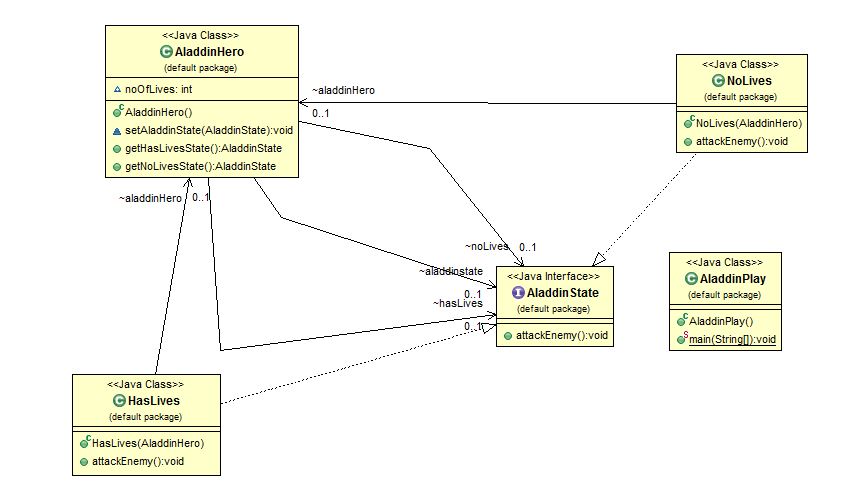 <<Java Class>>
AladdinHero
(default package)
noOfLives: int
AladdinHero()
setAladdinState(AladdinState):void
getHasLivesState():AladdinState
getNoLivesState():AladdinState
~aladdinHero
0..1
<<Java Class>>
NoLives
(default package)
NoLives(AladdinHero)
attackEnemy():void
~aladdinHero
0..1
~noLives
0..1
~aladdinstate
0..1
~hasLives
0..1
<<Java Interface>>
AladdinState
(default package)
attackEnemy():void
<<Java Class>>
AladdinPlay
(default package)
AladdinPlay()
main(String[]):void
<<Java Class>>
HasLives
(default package)
HasLives(AladdinHero)
attackEnemy():void